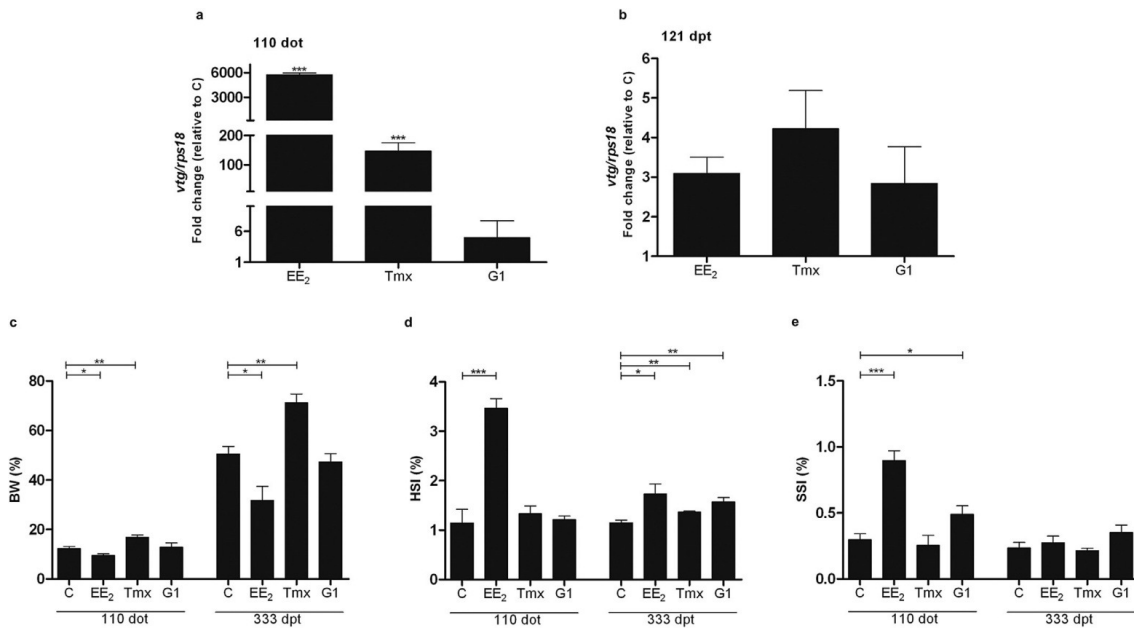 a
110 dot
vtg/rps18
Fold change (relative to C)
6000
3000
200
100
6
1
***
***
EE2
Tmx
G1
b
121 dpt
vtg/rps18
Fold change (relative to C)
6
5
4
3
2
1
EE2
Tmx
G1
c
BW (%)
80
60
40
20
0
**
*
**
*
C EE2 Tmx G1 C EE2 Tmx G1
110 dot 333 dpt
d
HSI (%)
4
3
2
1
0
***
**
**
*
C EE2 Tmx G1 C EE2 Tmx G1
110 dot 333 dpt
e
SSI (%)
1.5
1.0
0.5
0.0
*
***
C EE2 Tmx G1 C EE2 Tmx G1
110 dot 333 dpt